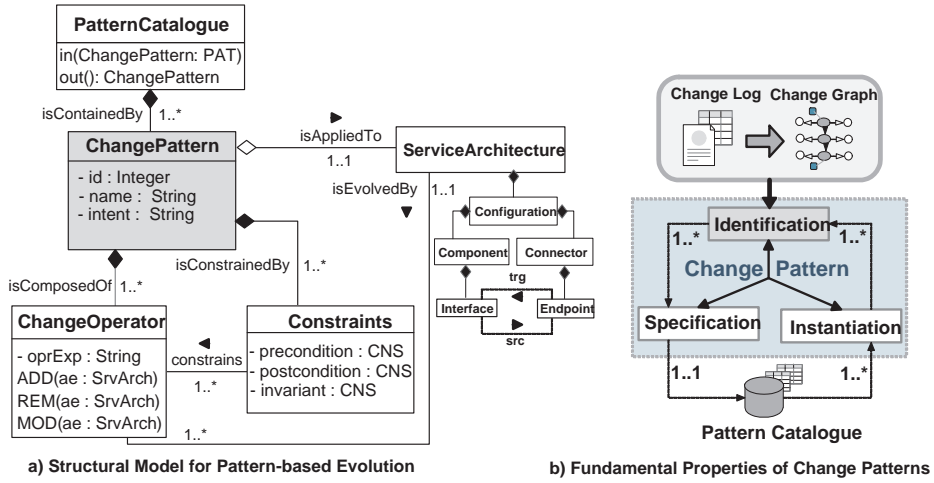 PatternCatalogue
in(ChangePattern: PAT)
out(): ChangePattern
isContainedBy
1..*
ChangePattern
- id : Integer
- name : String
- intent : String
isAppliedTo
1..1
ServiceArchitecture
isEvolvedBy
1..1
Configuration
Component
Connector
trg
Interface
Endpoint
src
isConstrainedBy
1..*
isComposedOf
1..*
ChangeOperator
- oprExp : String
ADD(ae : SrvArch)
REM(ae : SrvArch)
MOD(ae : SrvArch)
constrains
1..*
Constraints
- precondition : CNS
- postcondition : CNS
- invariant : CNS
1..*
a) Structural Model for Pattern-based Evolution
Change Log
Change Graph
Identification
1..*
1..*
Change Pattern
Specification
Instantiation
1..1
1..*
Pattern Catalogue
b) Fundamental Properties of Change Patterns